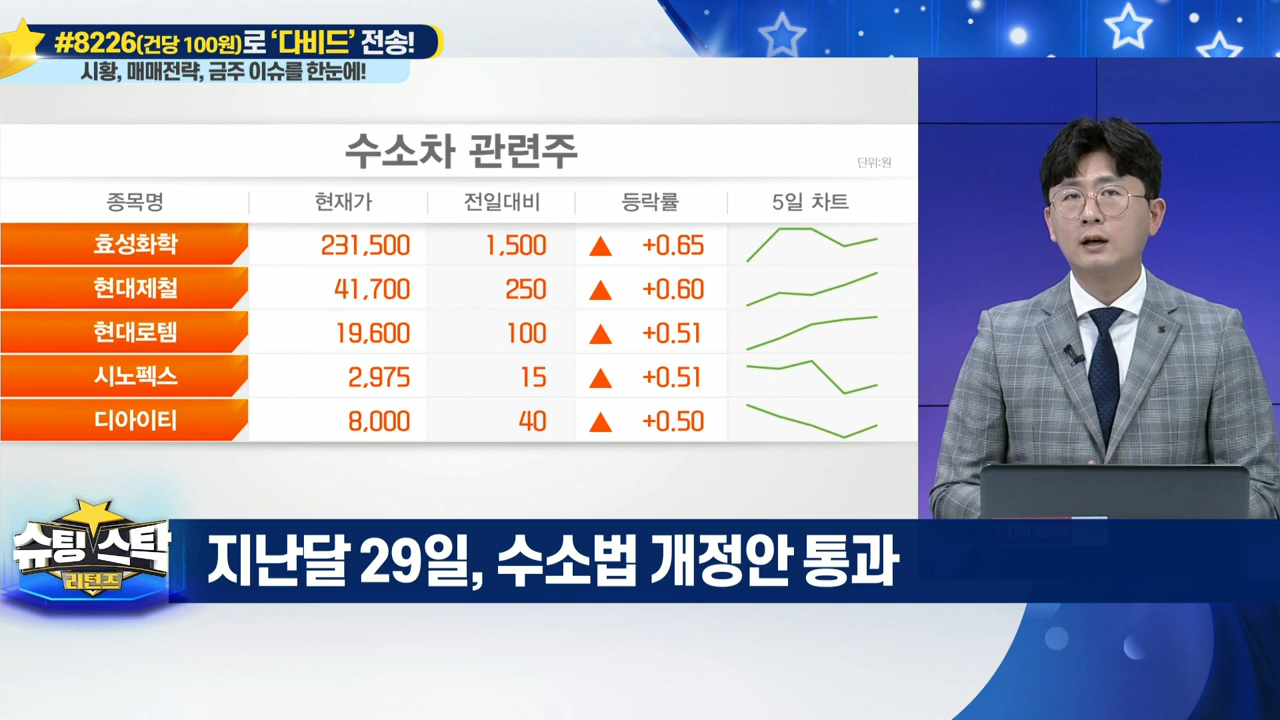 #8226(건당 100원)로 ‘다비드’ 전송!
시황, 매매전략, 금주 이슈를 한눈에!
수소차 관련주
단위:원
종목명 현재가 전일대비 등락률 5일 차트
효성화학 231,500 1,500 ▲ +0.65
현대제철 41,700 250 ▲ +0.60
현대로템 19,600 100 ▲ +0.51
시노펙스 2,975 15 ▲ +0.51
디아이티 8,000 40 ▲ +0.50
슈팅 스탁
리턴즈
지난달 29일, 수소법 개정안 통과